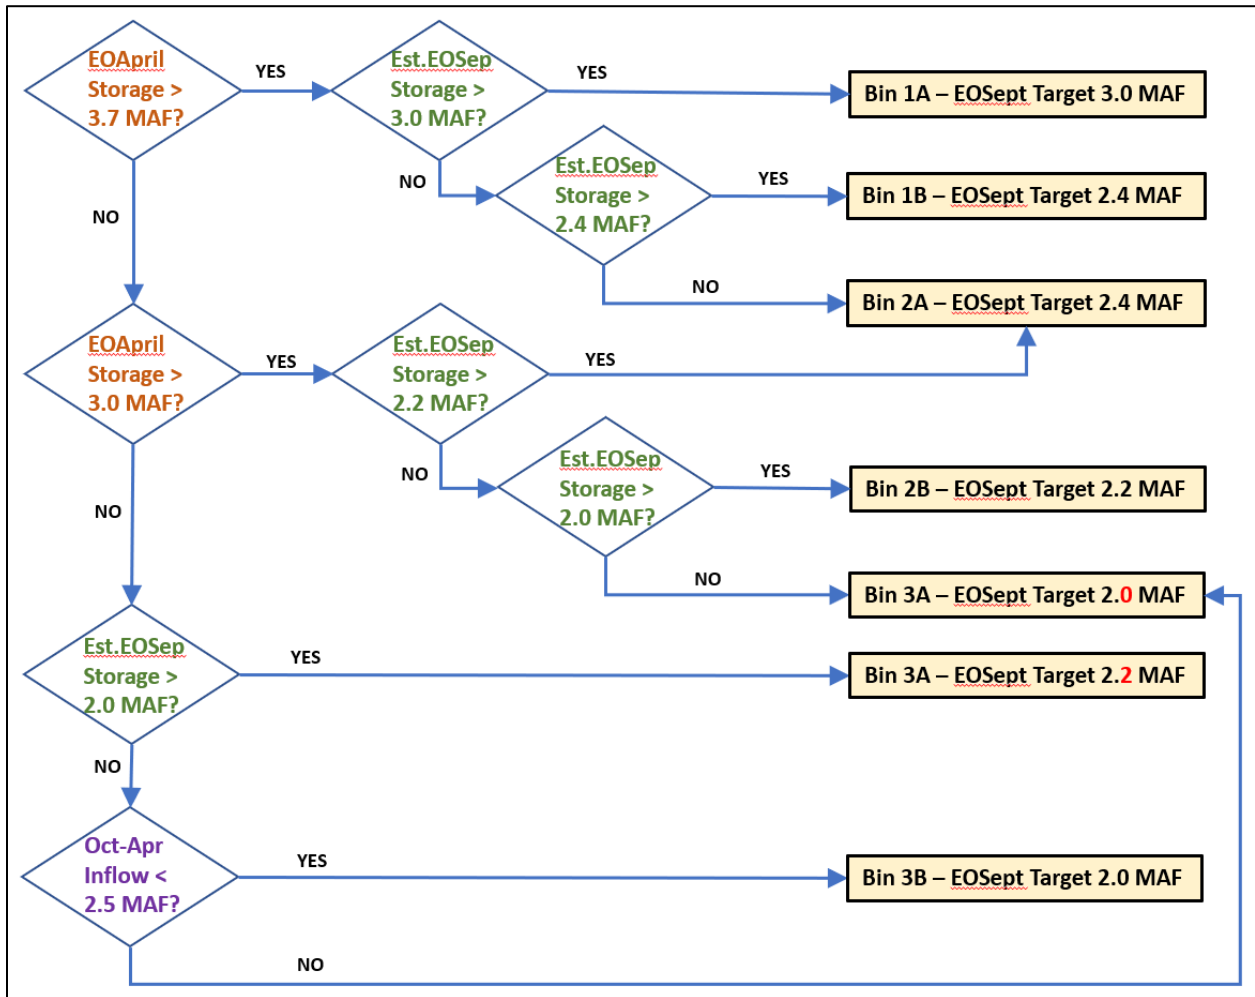 EOApril
Storage >
3.7 MAF?
YES
Est.EOSep
Storage >
3.0 MAF?
YES
Bin 1A – EOSept Target 3.0 MAF
NO
Est.EOSep
Storage >
2.4 MAF?
YES
Bin 1B – EOSept Target 2.4 MAF
NO
NO
Bin 2A – EOSept Target 2.4 MAF
EOApril
Storage >
3.0 MAF?
YES
Est.EOSep
Storage >
2.2 MAF?
YES
NO
Est.EOSep
Storage >
2.0 MAF?
YES
Bin 2B – EOSept Target 2.2 MAF
NO
NO
Bin 3A – EOSept Target 2.0 MAF
Est.EOSep
Storage >
2.0 MAF?
YES
Bin 3A – EOSept Target 2.2 MAF
NO
Oct-Apr
Inflow <
2.5 MAF?
YES
Bin 3B – EOSept Target 2.0 MAF
NO